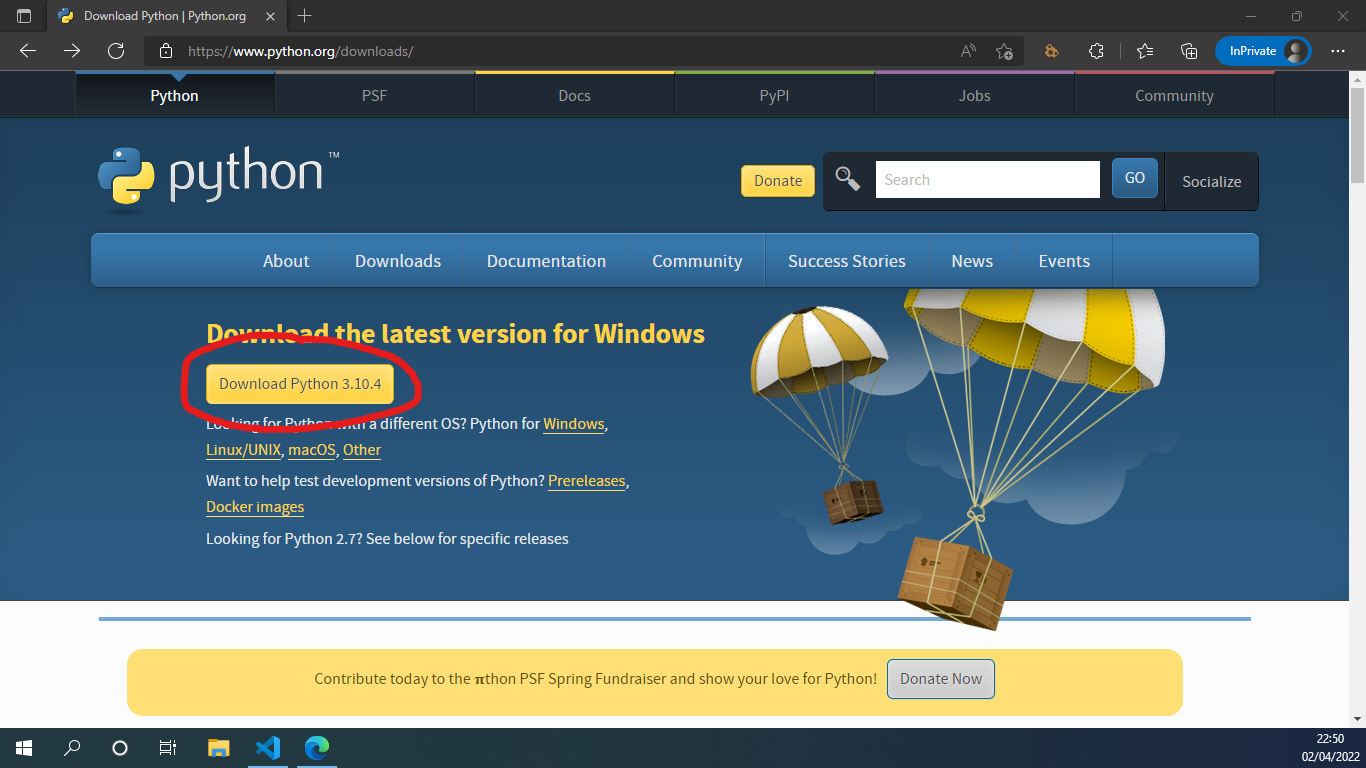 Download Python | Python.org
https://www.python.org/downloads/
InPrivate
Python PSF Docs PyPI Jobs Community
python™
Donate Search GO Socialize
About Downloads Documentation Community Success Stories News Events
Download the latest version for Windows
Download Python 3.10.4
Looking for Python with a different OS? Python for Windows,
Linux/UNIX, macOS, Other
Want to help test development versions of Python? Prereleases,
Docker images
Looking for Python 2.7? See below for specific releases
Contribute today to the πthon PSF Spring Fundraiser and show your love for Python! Donate Now
22:50
02/04/2022